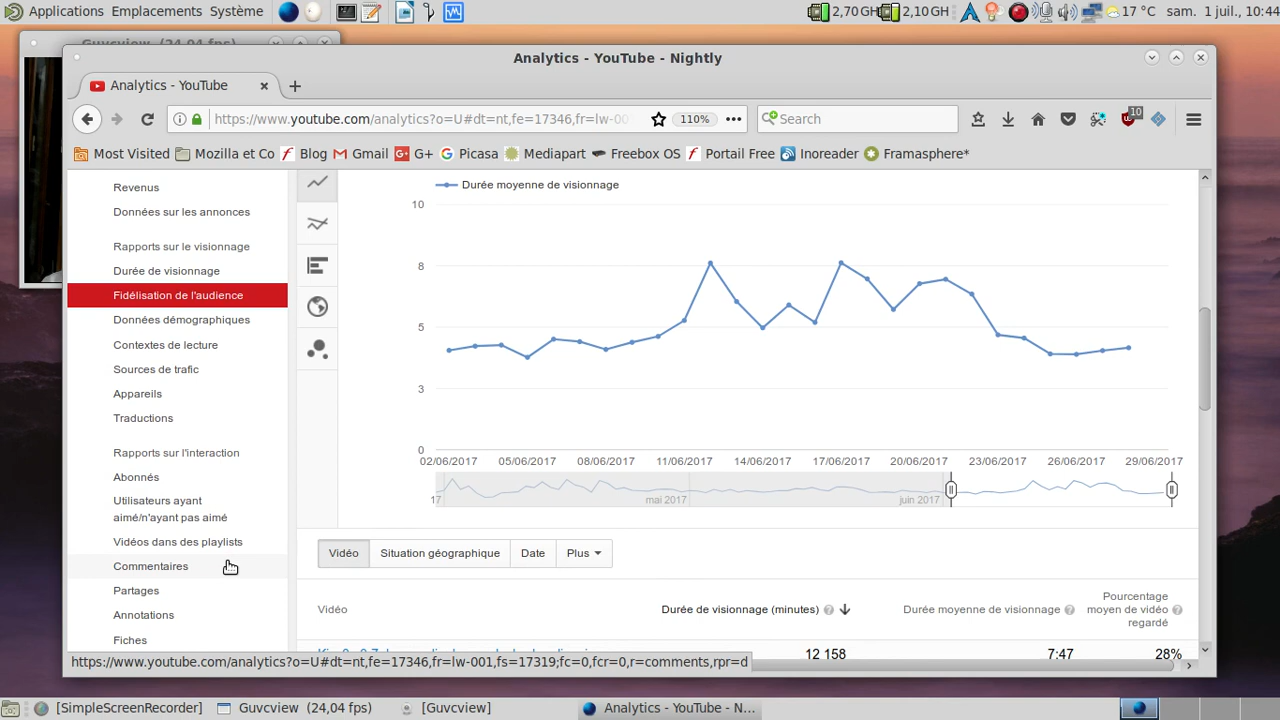 Applications Emplacements Système
2,70 GH 2,10 GH 17 °C sam. 1 juil., 10:44
Guvcview (24,04 fps)
Analytics - YouTube - Nightly
Analytics - YouTube
https://www.youtube.com/analytics?o=U#dt=nt,fe=17346,fr=lw-00
110%
Search
10
Most Visited Mozilla et Co Blog Gmail G+ Picasa Mediapart Freebox OS Portail Free Inoreader Framasphere*
Revenus
Données sur les annonces
Rapports sur le visionnage
Durée de visionnage
Fidélisation de l'audience
Données démographiques
Contextes de lecture
Sources de trafic
Appareils
Traductions
Rapports sur l'interaction
Abonnés
Utilisateurs ayant
aimé/n'ayant pas aimé
Vidéos dans des playlists
Commentaires
Partages
Annotations
Fiches
Durée moyenne de visionnage
10
8
5
3
0
02/06/2017 05/06/2017 08/06/2017 11/06/2017 14/06/2017 17/06/2017 20/06/2017 23/06/2017 26/06/2017 29/06/2017
17 mai 2017 juin 2017
Vidéo Situation géographique Date Plus
Vidéo Durée de visionnage (minutes) Durée moyenne de visionnage
Pourcentage
moyen de vidéo
regardé
12 158 7:47 28%
https://www.youtube.com/analytics?o=U#dt=nt,fe=17346,fr=lw-001,fs=17319;fc=0,fcr=0,r=comments,rpr=d
[SimpleScreenRecorder] Guvcview (24,04 fps) [Guvcview] Analytics - YouTube - N...